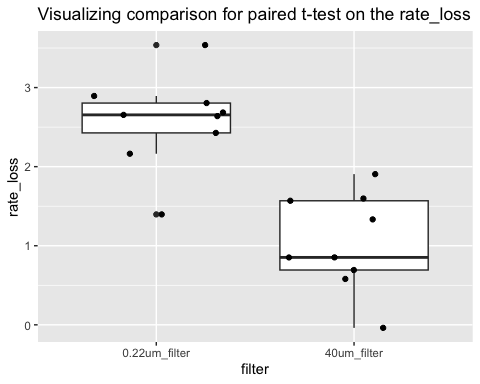 Visualizing comparison for paired t-test on the rate_loss
3
2
1
0
rate_loss
0.22um_filter
40um_filter
filter